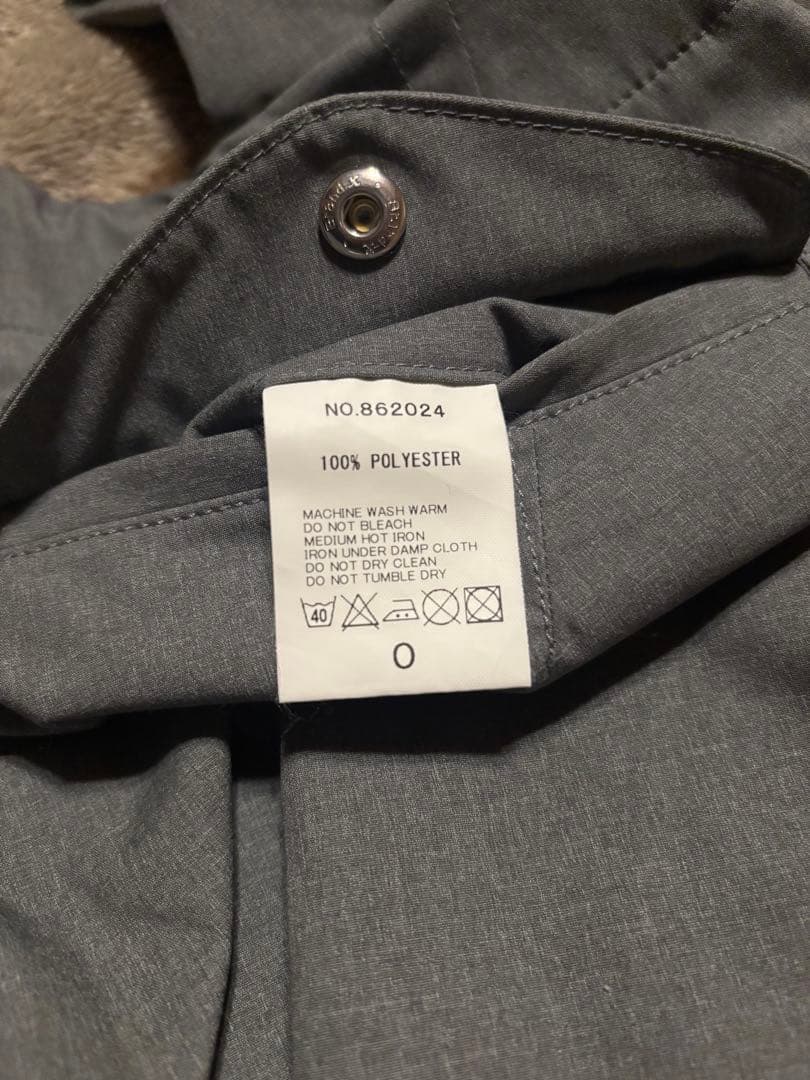 NO.862024
100% POLYESTER
MACHINE WASH WARM
DO NOT BLEACH
MEDIUM HOT IRON
IRON UNDER DAMP CLOTH
DO NOT DRY CLEAN
DO NOT TUMBLE DRY
40
0